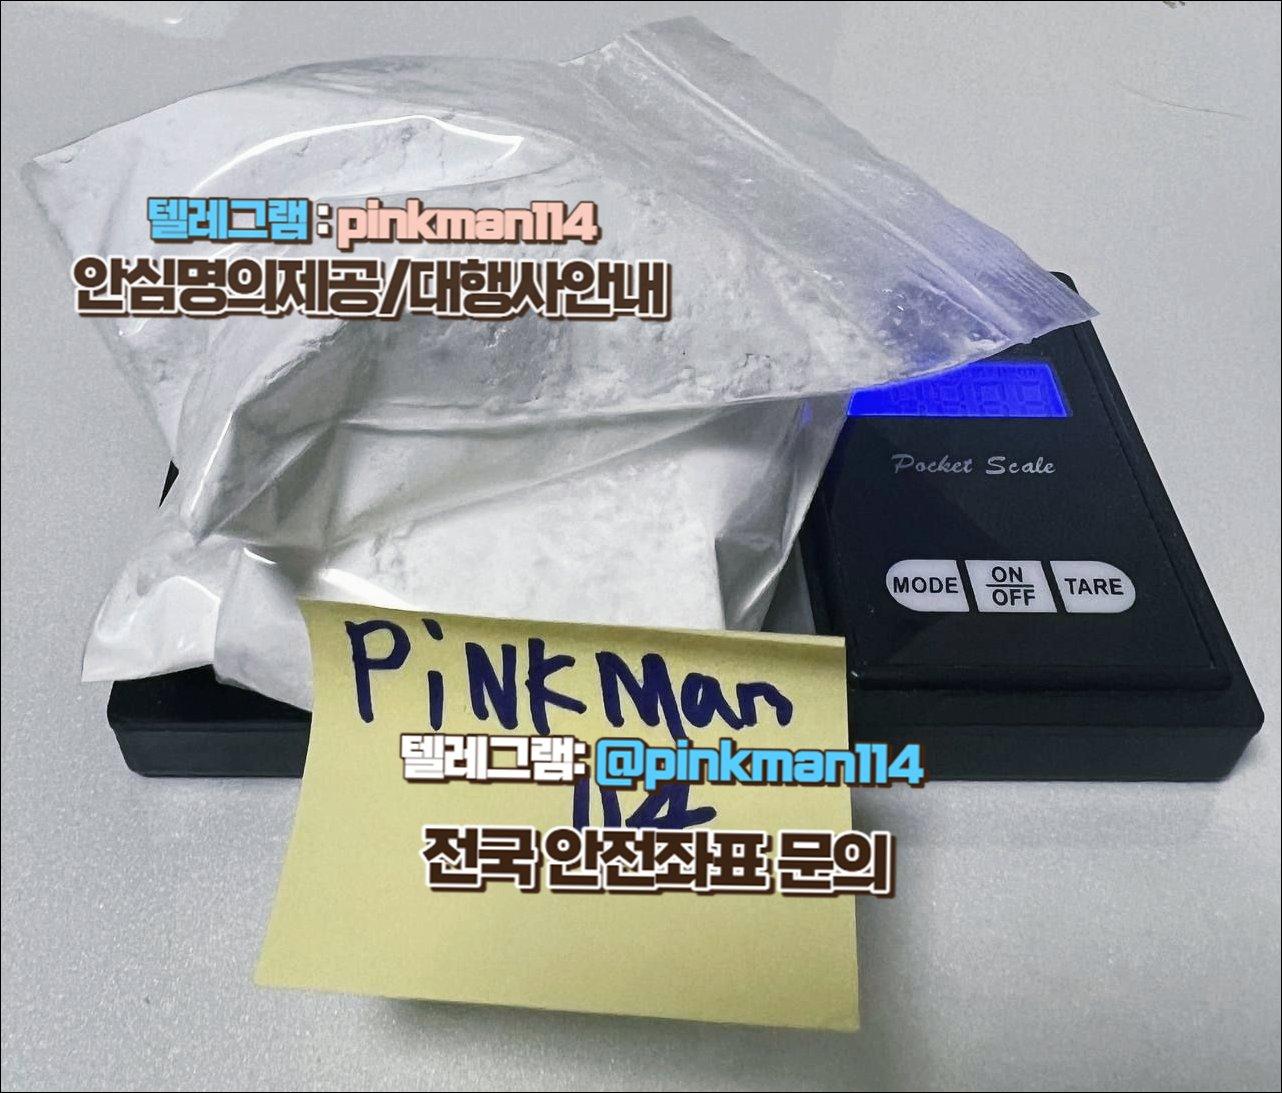 텔레그램 : pinkman114
안심명의제공/대행사안내
Pocket Scale
MODE
ON
OFF
TARE
PiNKMan
텔레그램: @pinkman114
114
전국 안전좌표 문의